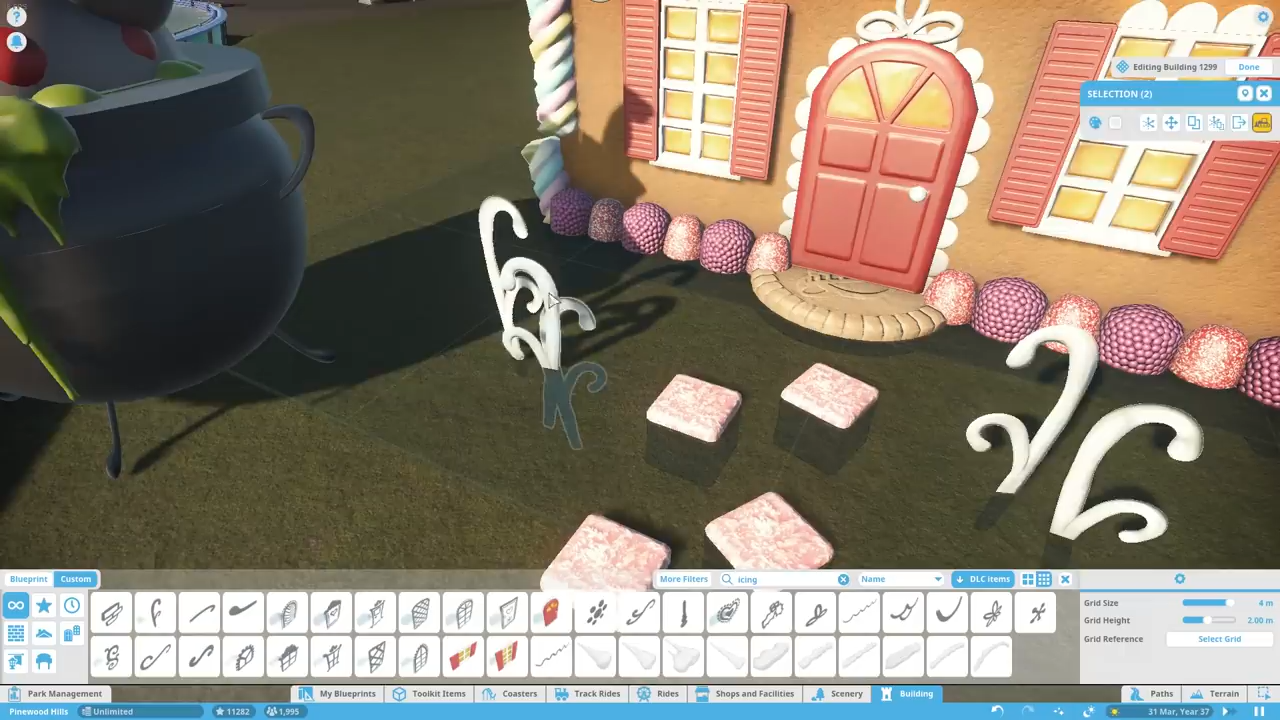 Editing Building 1299
Done
SELECTION (2)
Blueprint
Custom
More Filters
icing
Name
DLC items
Grid Size
4 m
Grid Height
2.00 m
Grid Reference
Select Grid
Park Management
My Blueprints
Toolkit Items
Coasters
Track Rides
Rides
Shops and Facilities
Scenery
Building
Paths
Terrain
Pinewood Hills
Unlimited
11282
1,995
31 Mar, Year 37